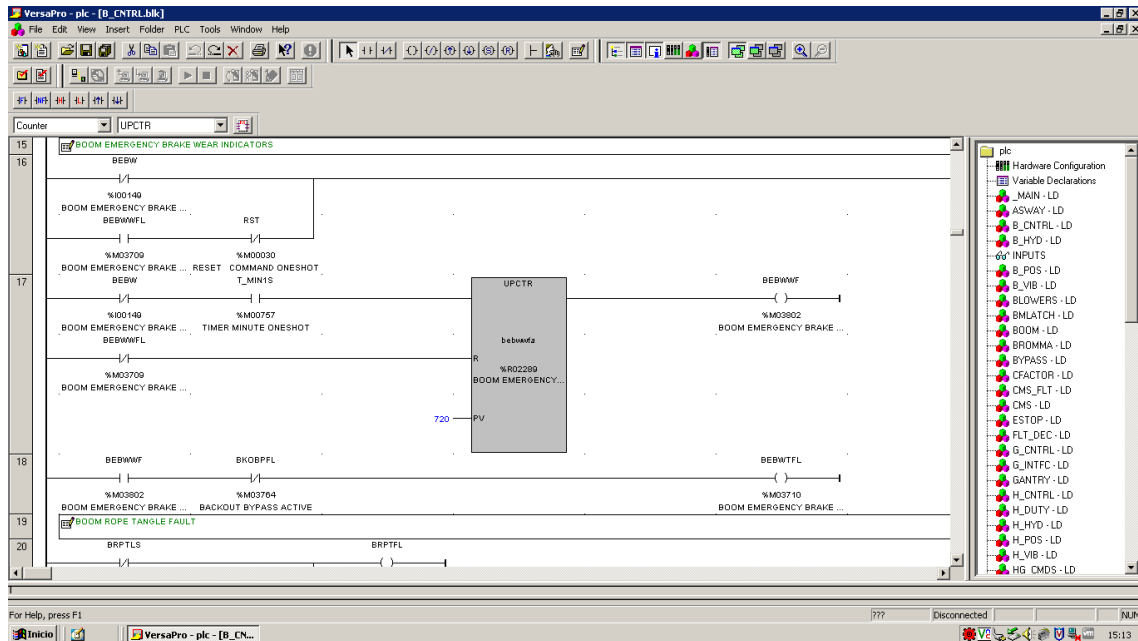 VersaPro - plc - [B_CNTRL.blk]
File Edit View Insert Folder PLC Tools Window Help
Counter UPCTR
15 BOOM EMERGENCY BRAKE WEAR INDICATORS
16 BEBW
%I00149
BOOM EMERGENCY BRAKE ...
BEBWWFL RST
%M03709 %M00030
BOOM EMERGENCY BRAKE ... RESET COMMAND ONESHOT
17 BEBW T_MIN1S UPCTR BEBWWF
%I00149 %M00757 %M03802
BOOM EMERGENCY BRAKE ... TIMER MINUTE ONESHOT BOOM EMERGENCY BRAKE ...
BEBWWFL bebwwfa
R
%M03709 %R02289
BOOM EMERGENCY BRAKE ... BOOM EMERGENCY...
720 PV
18 BEBWWF BKOBPFL BEBWTFL
%M03802 %M03764 %M03710
BOOM EMERGENCY BRAKE ... BACKOUT BYPASS ACTIVE BOOM EMERGENCY BRAKE ...
19 BOOM ROPE TANGLE FAULT
20 BRPTLS BRPTFL
plc
Hardware Configuration
Variable Declarations
_MAIN - LD
ASWAY - LD
B_CNTRL - LD
B_HYD - LD
INPUTS
B_POS - LD
B_VIB - LD
BLOWERS - LD
BMLATCH - LD
BOOM - LD
BROMMA - LD
BYPASS - LD
CFACTOR - LD
CMS_FLT - LD
CMS - LD
ESTOP - LD
FLT_DEC - LD
G_CNTRL - LD
G_INTFC - LD
GANTRY - LD
H_CNTRL - LD
H_DUTY - LD
H_HYD - LD
H_POS - LD
H_VIB - LD
HG_CMDS - LD
For Help, press F1 ??? Disconnected NUM
Inicio VersaPro - plc - [B_CN... 15:13